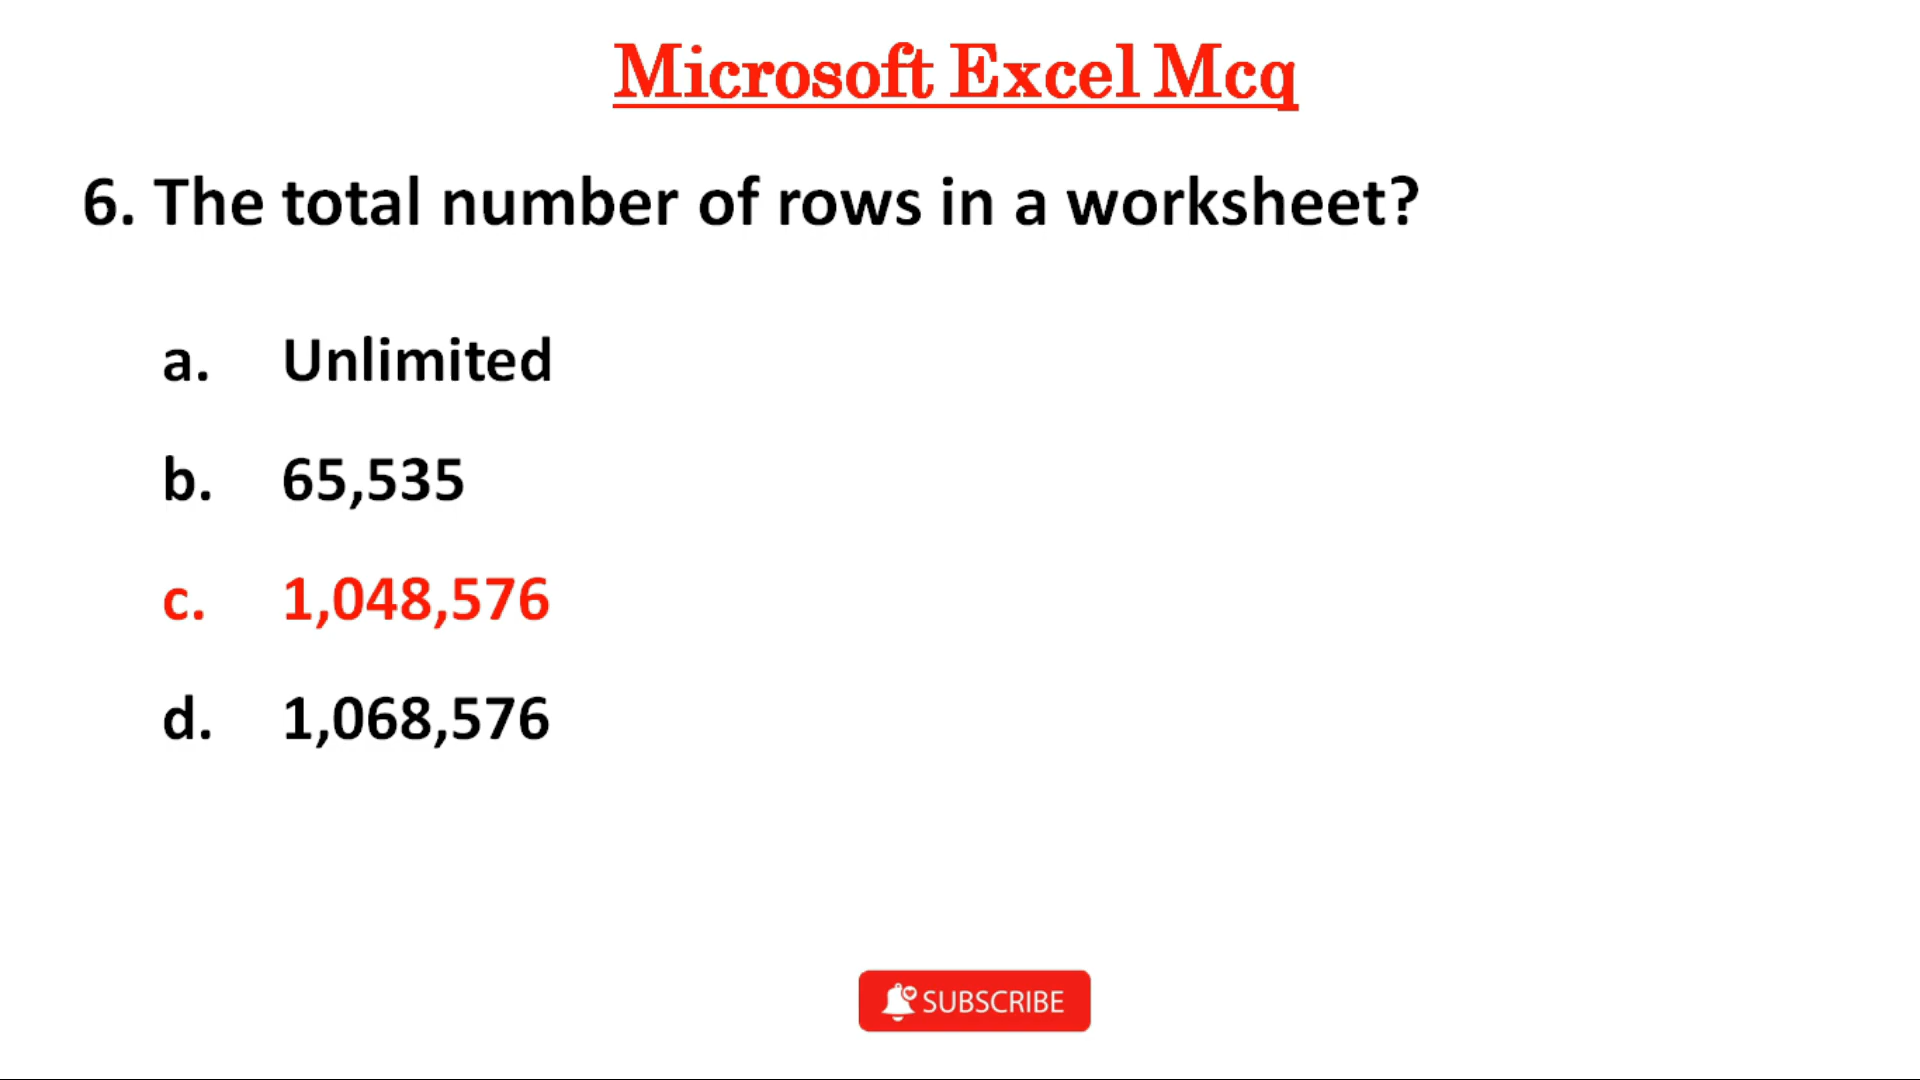 Microsoft Excel Mcq
6. The total number of rows in a worksheet?
a. Unlimited
b. 65,535
c. 1,048,576
d. 1,068,576
SUBSCRIBE